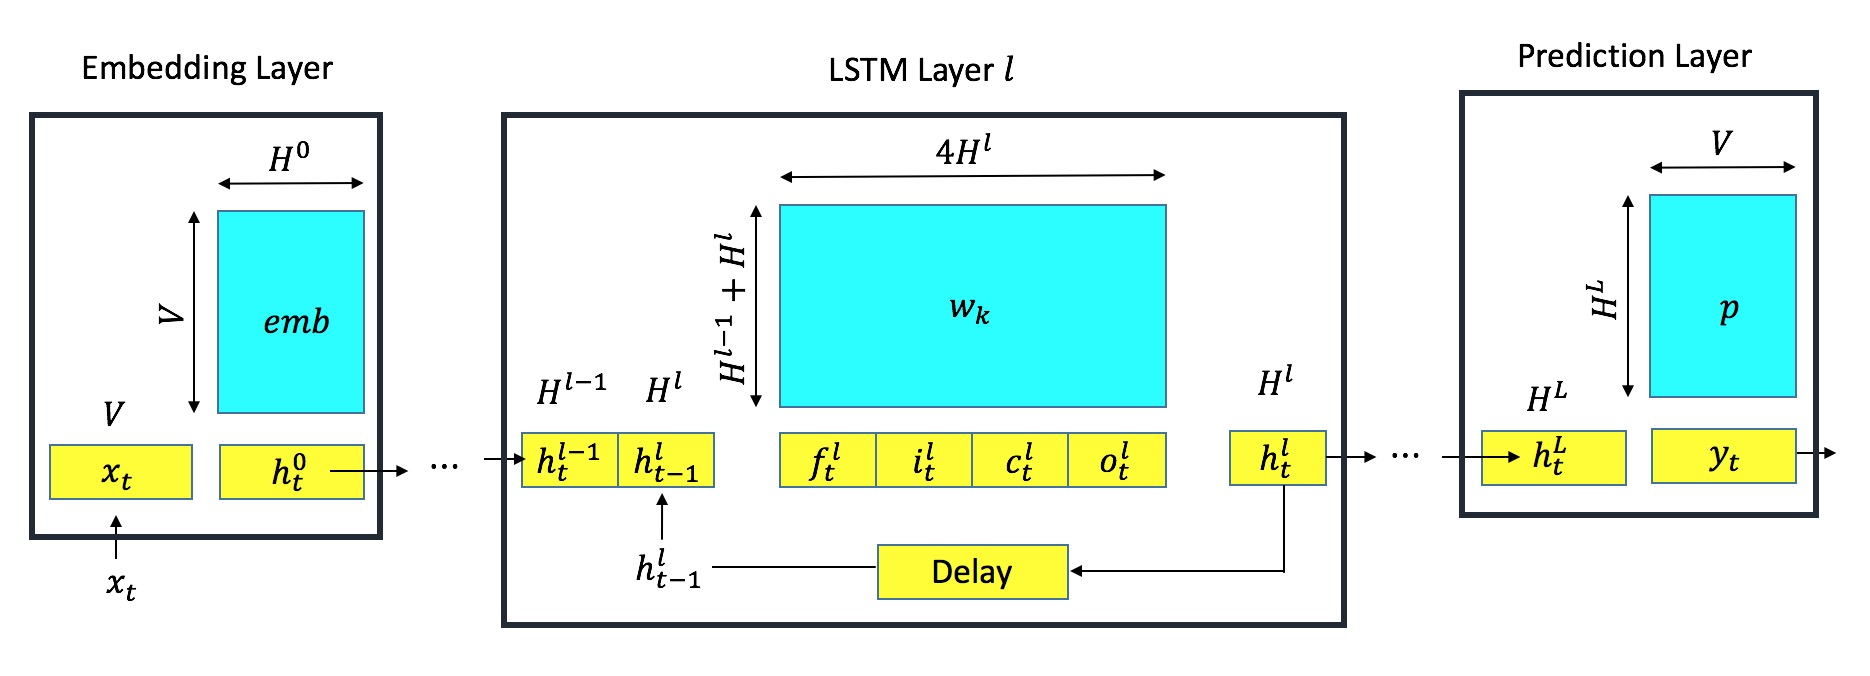 Embedding Layer
H⁰
V
emb
V
x_t
h_t^0
x_t
...
LSTM Layer l
4H^l
H^{l−1} + H^l
w_k
H^{l−1}
H^l
h_t^{l−1}
h_{t−1}^l
f_t^l
i_t^l
c_t^l
o_t^l
H^l
h_t^l
h_{t−1}^l
Delay
...
Prediction Layer
V
H^L
p
H^L
h_t^L
y_t